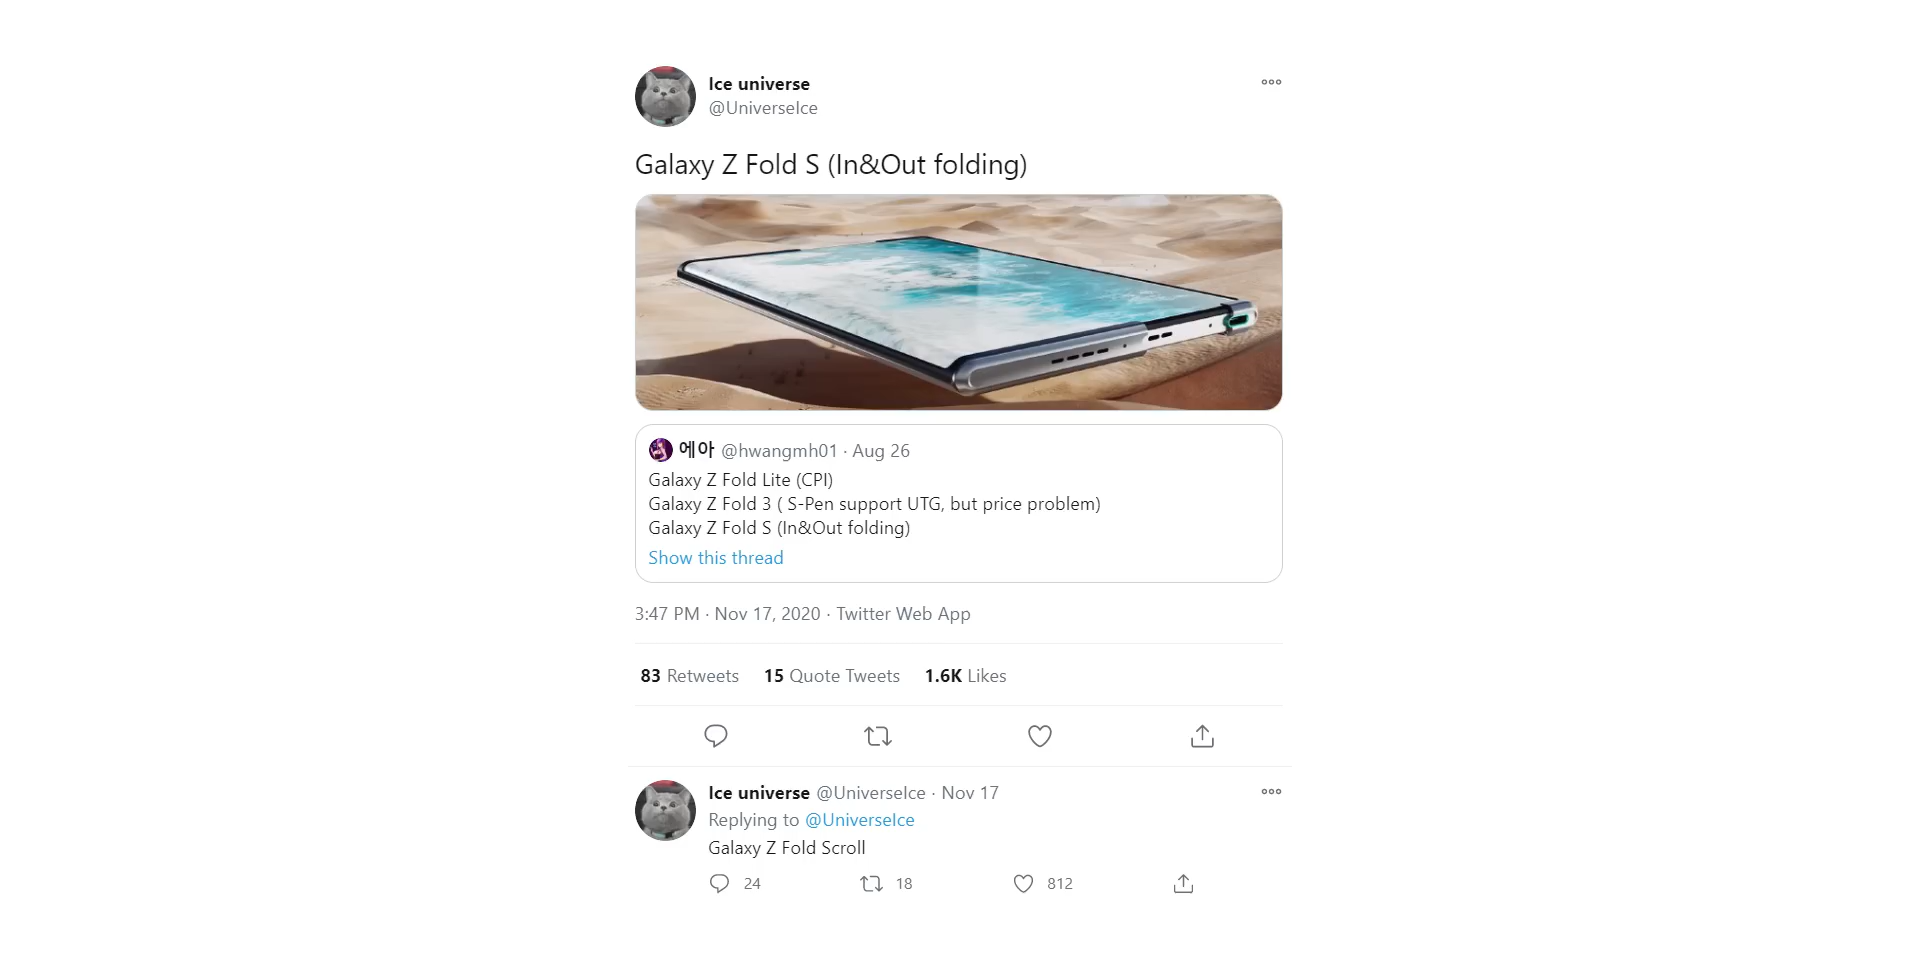 Ice universe
@UniverseIce
Galaxy Z Fold S (In&Out folding)
에아 @hwangmh01 · Aug 26
Galaxy Z Fold Lite (CPI)
Galaxy Z Fold 3 ( S-Pen support UTG, but price problem)
Galaxy Z Fold S (In&Out folding)
Show this thread
3:47 PM · Nov 17, 2020 · Twitter Web App
83 Retweets 15 Quote Tweets 1.6K Likes
Ice universe @UniverseIce · Nov 17
Replying to @UniverseIce
Galaxy Z Fold Scroll
24 18 812